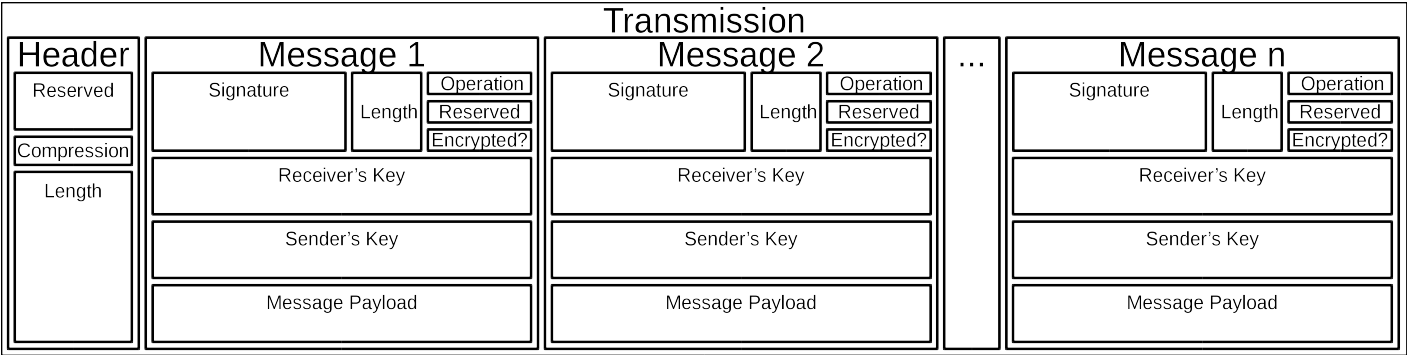 Transmission
Header
Reserved
Compression
Length
Message 1
Signature
Length
Operation
Reserved
Encrypted?
Receiver’s Key
Sender’s Key
Message Payload
Message 2
Signature
Length
Operation
Reserved
Encrypted?
Receiver’s Key
Sender’s Key
Message Payload
...
Message n
Signature
Length
Operation
Reserved
Encrypted?
Receiver’s Key
Sender’s Key
Message Payload